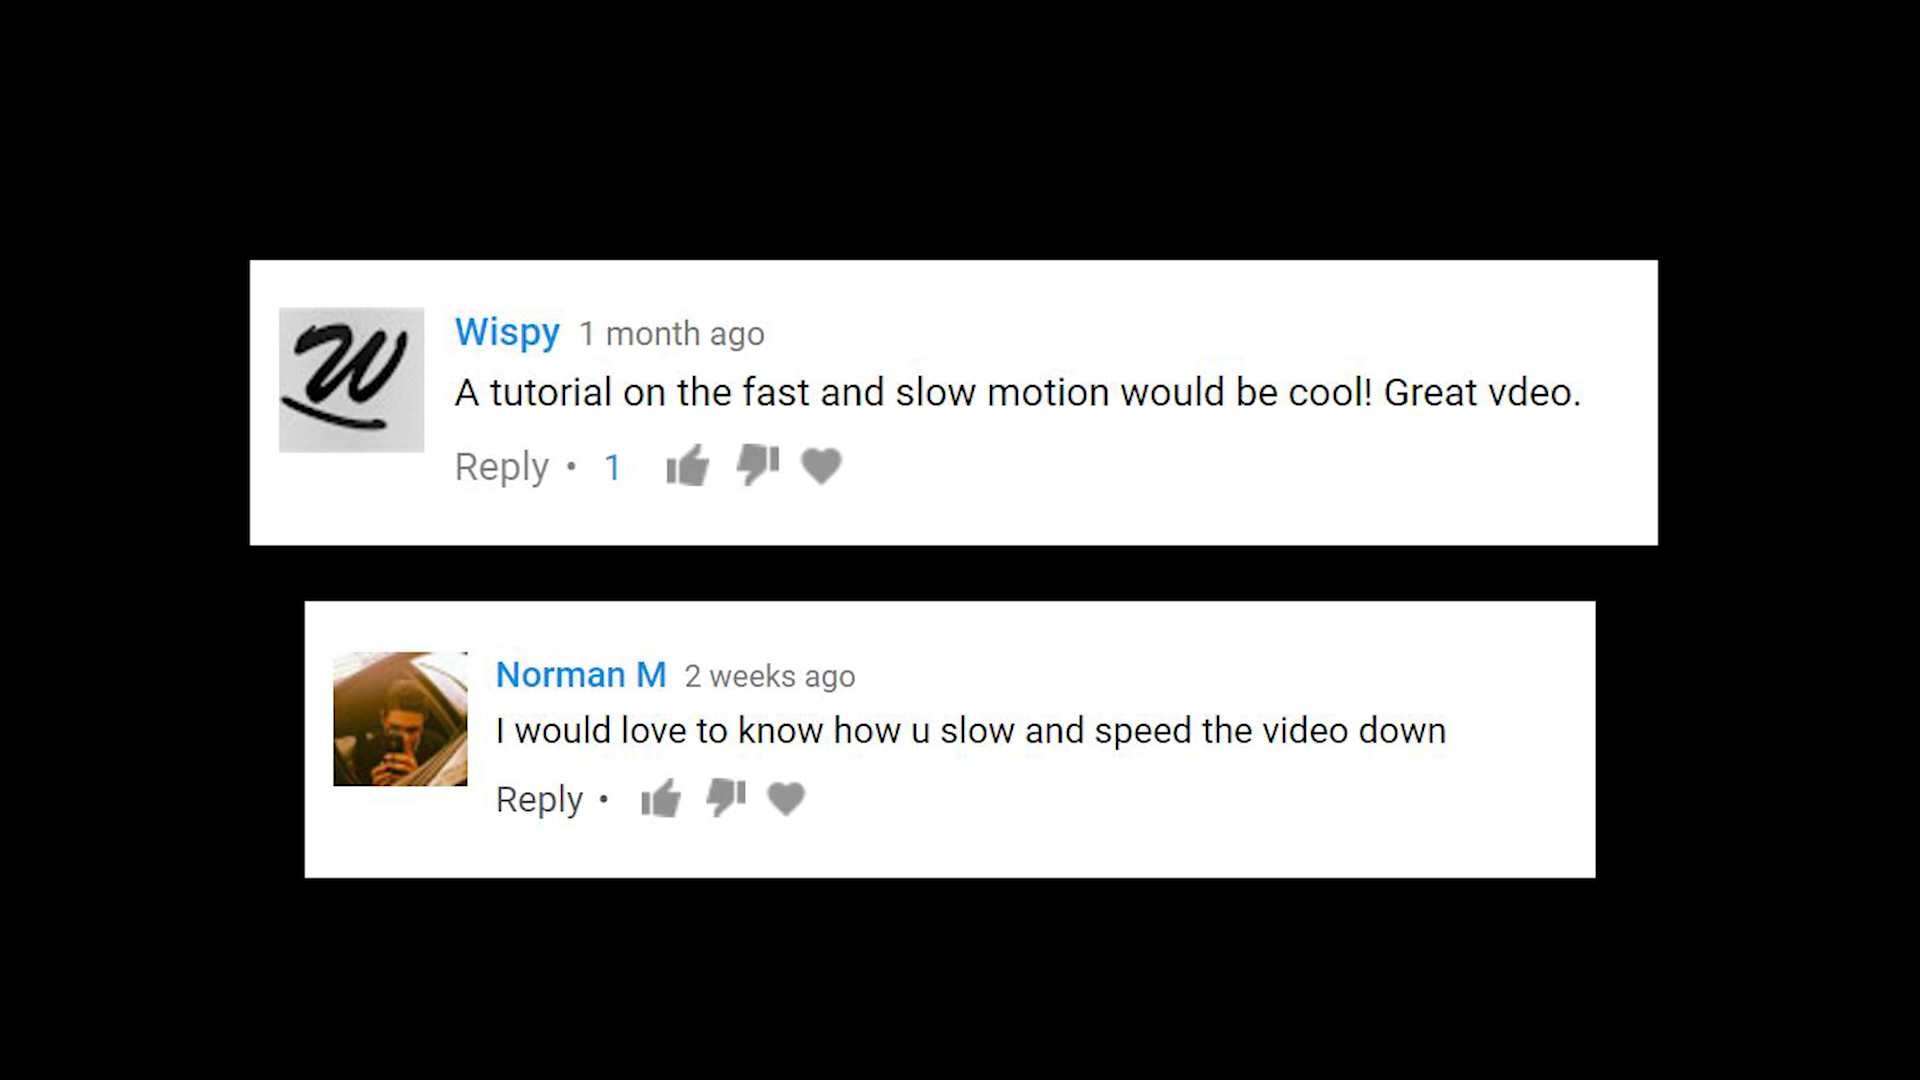 W
Wispy 1 month ago
A tutorial on the fast and slow motion would be cool! Great vdeo.
Reply • 1
Norman M 2 weeks ago
I would love to know how u slow and speed the video down
Reply •